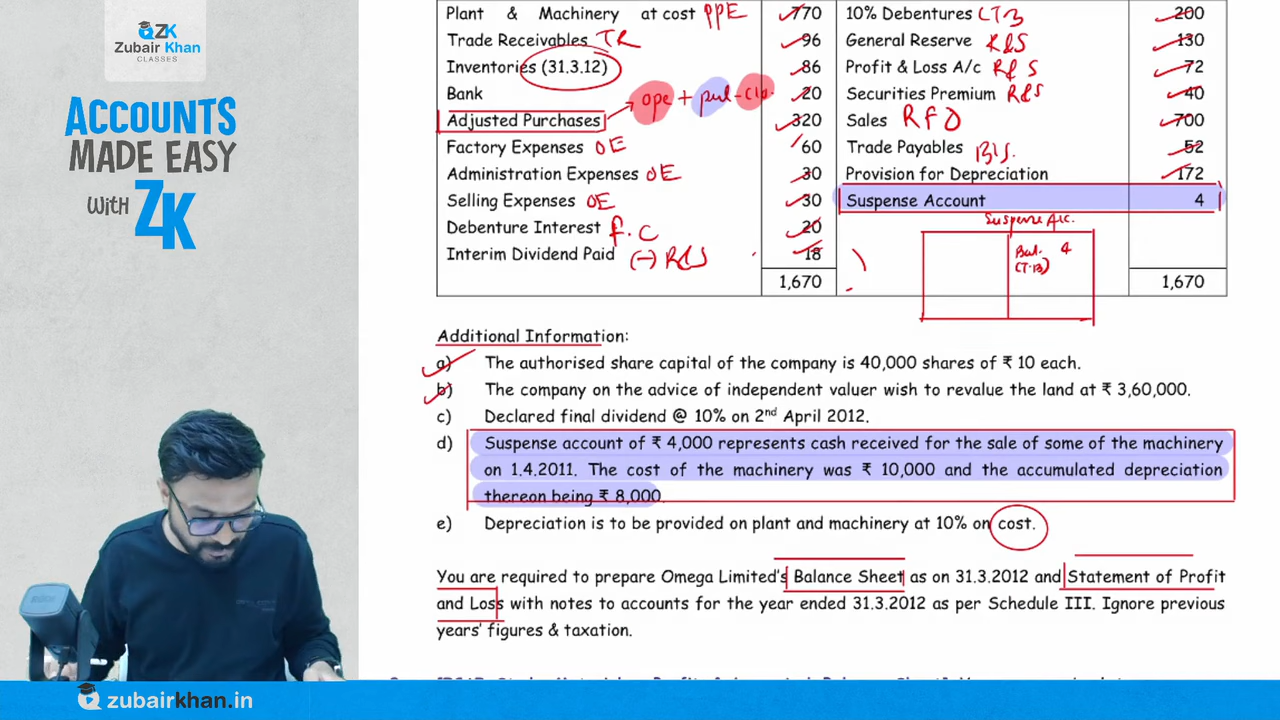 ZK
Zubair Khan
CLASSES
ACCOUNTS
MADE EASY
WITH ZK
Plant & Machinery at cost PPE 770 10% Debentures LTB 200
Trade Receivables TR 96 General Reserve R&S 130
Inventories (31.3.12) 86 Profit & Loss A/c R&S 72
Bank 20 Securities Premium R&S 40
ope + pur - clo.
Adjusted Purchases 320 Sales RFO 700
Factory Expenses OE 60 Trade Payables B/S. 52
Administration Expenses OE 30 Provision for Depreciation 172
Selling Expenses OE 30 Suspense Account 4
Debenture Interest f.c 20 Suspense A/c.
Interim Dividend Paid (-) R&S 18 Bal. 4
(T.B)
1,670 1,670
Additional Information:
a) The authorised share capital of the company is 40,000 shares of ₹ 10 each.
b) The company on the advice of independent valuer wish to revalue the land at ₹ 3,60,000.
c) Declared final dividend @ 10% on 2nd April 2012.
d) Suspense account of ₹ 4,000 represents cash received for the sale of some of the machinery
on 1.4.2011. The cost of the machinery was ₹ 10,000 and the accumulated depreciation
thereon being ₹ 8,000.
e) Depreciation is to be provided on plant and machinery at 10% on cost.
You are required to prepare Omega Limited's Balance Sheet as on 31.3.2012 and Statement of Profit
and Loss with notes to accounts for the year ended 31.3.2012 as per Schedule III. Ignore previous
years' figures & taxation.
zubairkhan.in